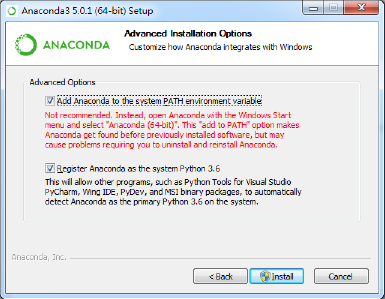 Anaconda3 5.0.1 (64-bit) Setup
ANACONDA
Advanced Installation Options
Customize how Anaconda integrates with Windows
Advanced Options
Add Anaconda to the system PATH environment variable
Not recommended. Instead, open Anaconda with the Windows Start
menu and select "Anaconda (64-bit)". This "add to PATH" option makes
Anaconda get found before previously installed software, but may
cause problems requiring you to uninstall and reinstall Anaconda.
Register Anaconda as the system Python 3.6
This will allow other programs, such as Python Tools for Visual Studio
PyCharm, Wing IDE, PyDev, and MSI binary packages, to automatically
detect Anaconda as the primary Python 3.6 on the system.
Anaconda, Inc.
< Back
Install
Cancel